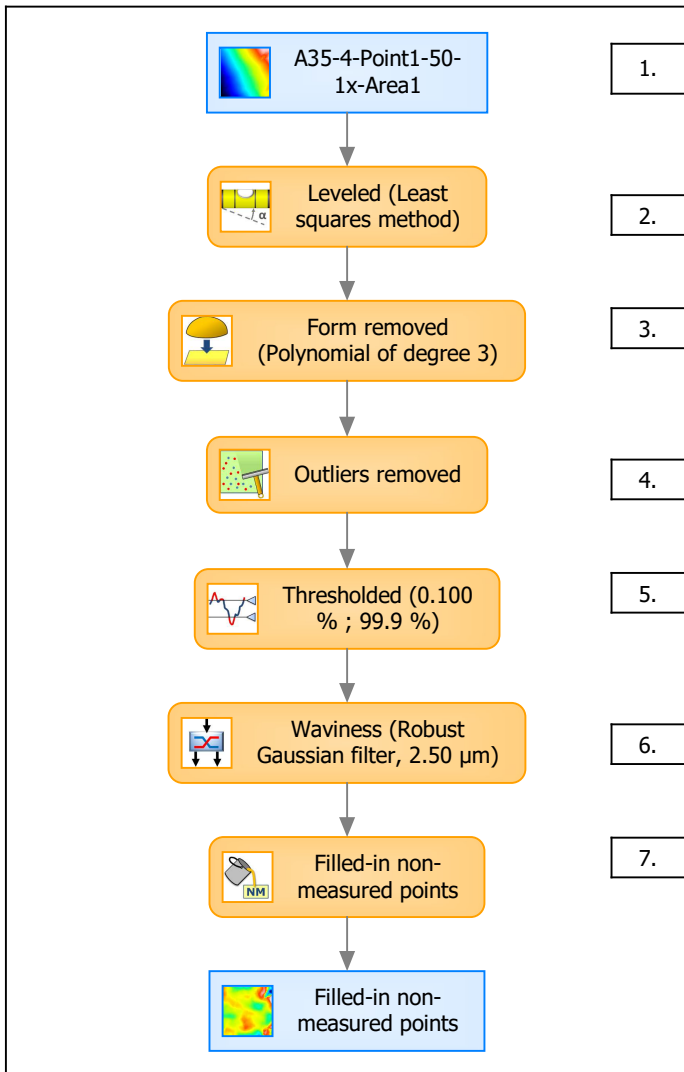 A35-4-Point1-50-
1x-Area1
1.
Leveled (Least
squares method)
α
2.
Form removed
(Polynomial of degree 3)
3.
Outliers removed
4.
Thresholded (0.100
% ; 99.9 %)
5.
Waviness (Robust
Gaussian filter, 2.50 µm)
6.
Filled-in non-
measured points
NM
7.
Filled-in non-
measured points